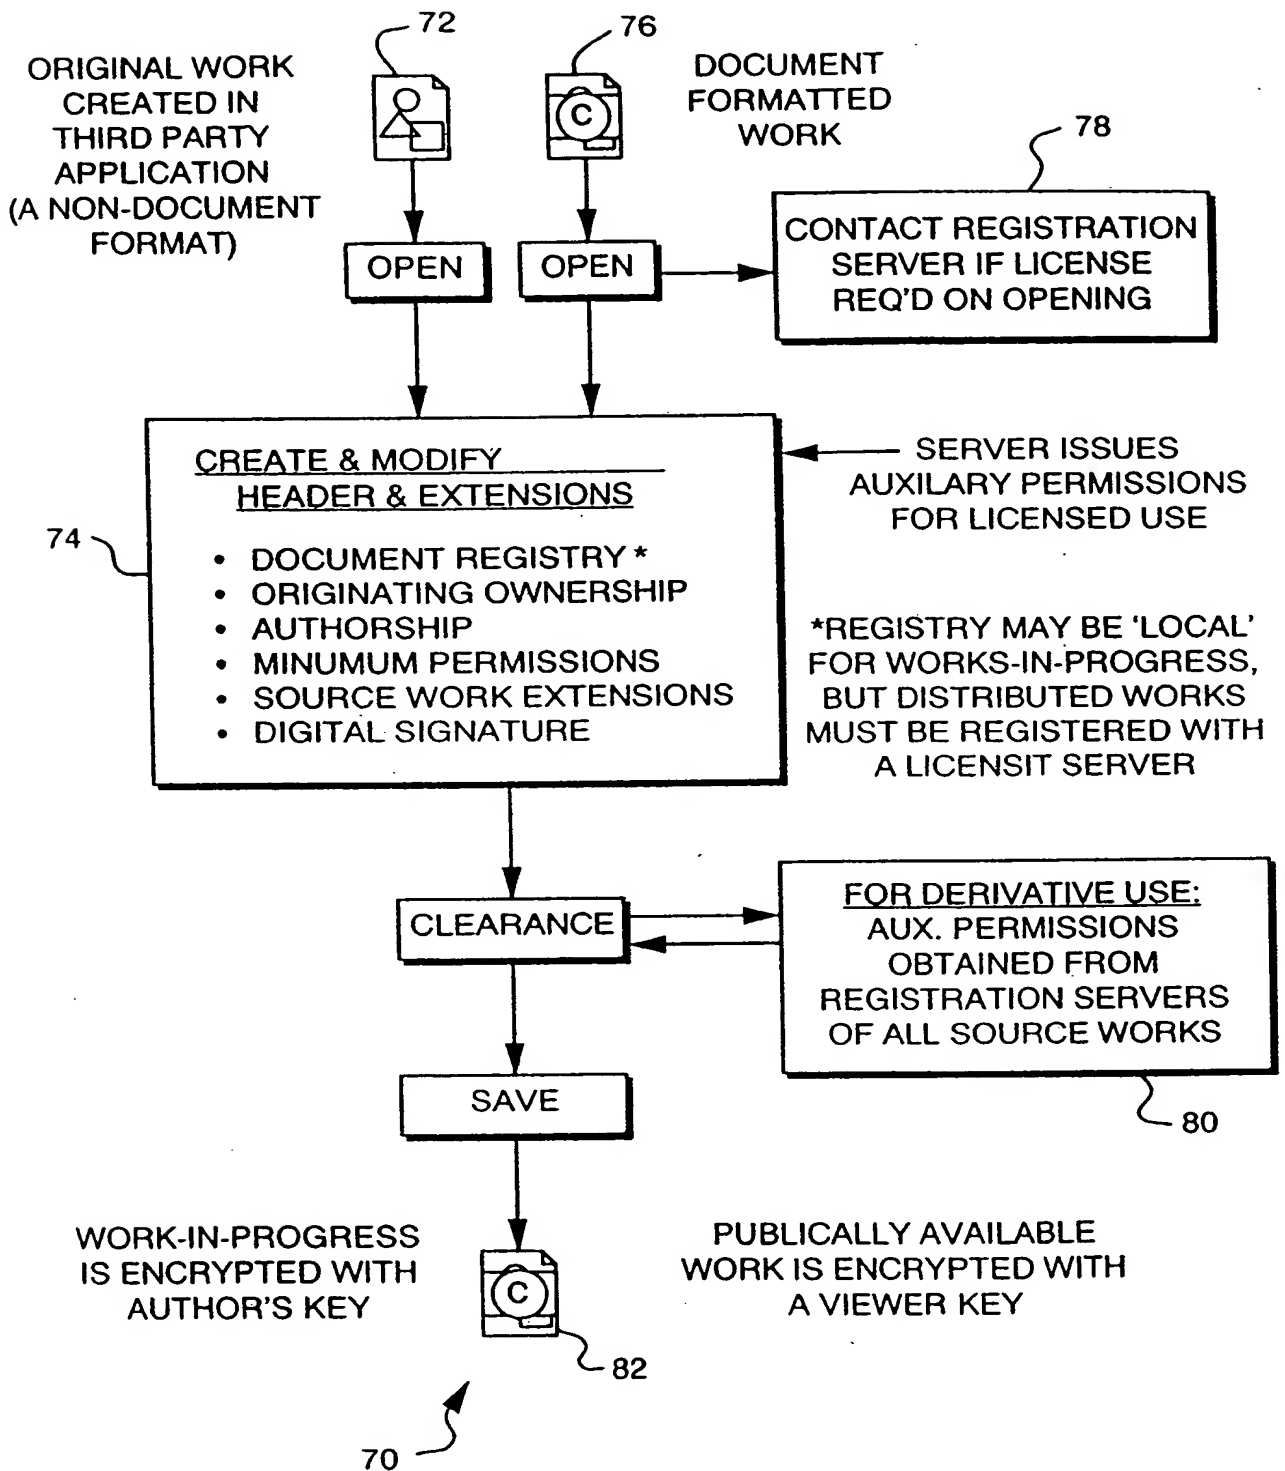 72
ORIGINAL WORK
CREATED IN
THIRD PARTY
APPLICATION
(A NON-DOCUMENT
FORMAT)
76
C
DOCUMENT
FORMATTED
WORK
78
OPEN
OPEN
CONTACT REGISTRATION
SERVER IF LICENSE
REQ'D ON OPENING
74
CREATE & MODIFY
HEADER & EXTENSIONS
• DOCUMENT REGISTRY *
• ORIGINATING OWNERSHIP
• AUTHORSHIP
• MINUMUM PERMISSIONS
• SOURCE WORK EXTENSIONS
• DIGITAL SIGNATURE
SERVER ISSUES
AUXILARY PERMISSIONS
FOR LICENSED USE
*REGISTRY MAY BE 'LOCAL'
FOR WORKS-IN-PROGRESS,
BUT DISTRIBUTED WORKS
MUST BE REGISTERED WITH
A LICENSIT SERVER
CLEARANCE
FOR DERIVATIVE USE:
AUX. PERMISSIONS
OBTAINED FROM
REGISTRATION SERVERS
OF ALL SOURCE WORKS
80
SAVE
WORK-IN-PROGRESS
IS ENCRYPTED WITH
AUTHOR'S KEY
C
82
PUBLICALLY AVAILABLE
WORK IS ENCRYPTED WITH
A VIEWER KEY
70